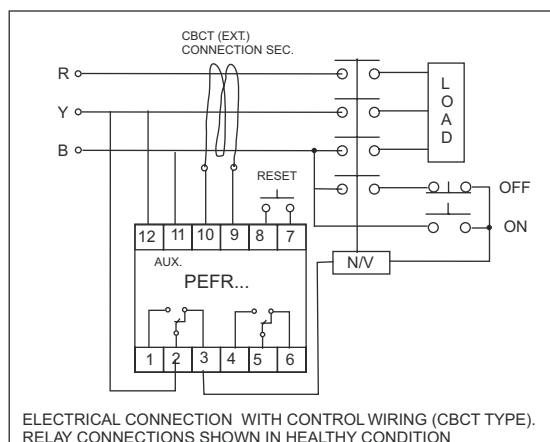 CBCT (EXT.)
CONNECTION SEC.
R
Y
B
L
O
A
D
RESET
OFF
ON
12 11 10 9 8 7
AUX.
PEFR...
N/V
1 2 3 4 5 6
ELECTRICAL CONNECTION WITH CONTROL WIRING (CBCT TYPE).
RELAY CONNECTIONS SHOWN IN HEALTHY CONDITION